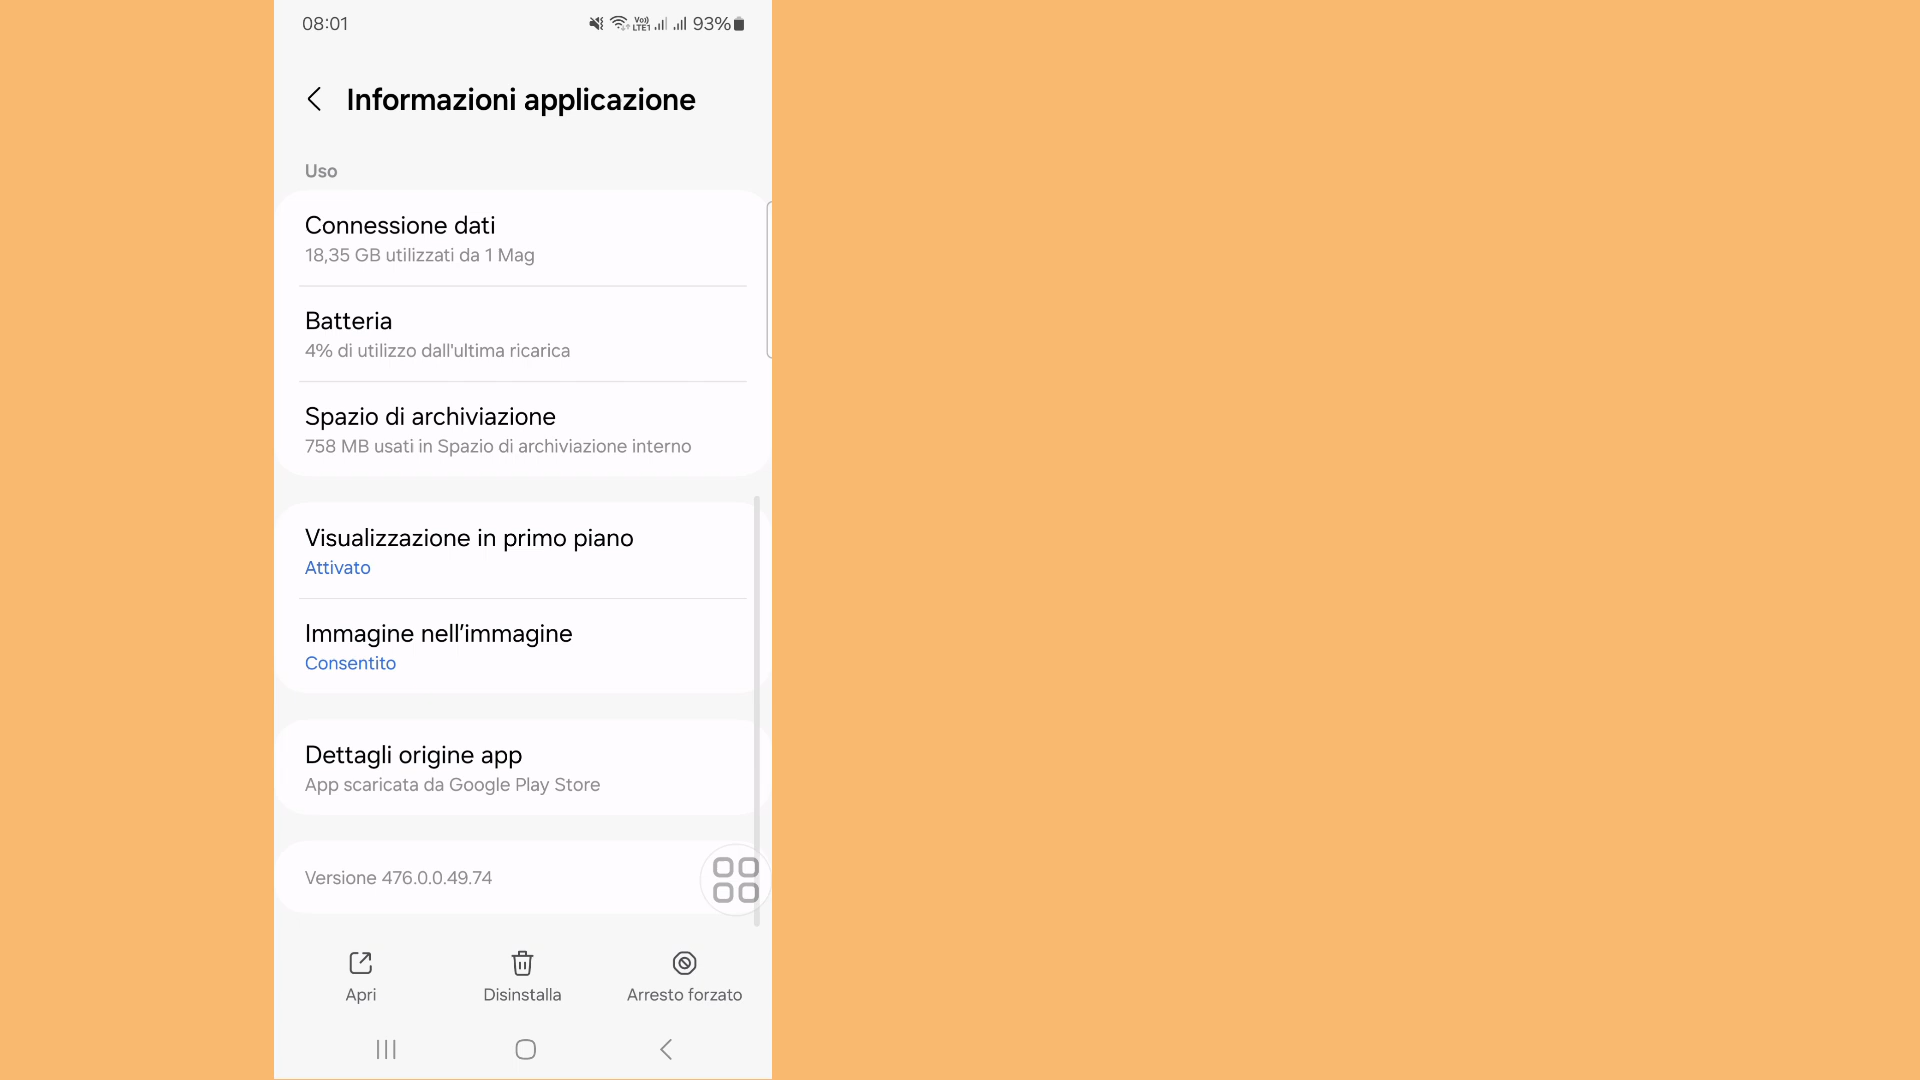 08:01
Vo)) LTE1 93%
Informazioni applicazione
Uso
Connessione dati
18,35 GB utilizzati da 1 Mag
Batteria
4% di utilizzo dall'ultima ricarica
Spazio di archiviazione
758 MB usati in Spazio di archiviazione interno
Visualizzazione in primo piano
Attivato
Immagine nell’immagine
Consentito
Dettagli origine app
App scaricata da Google Play Store
Versione 476.0.0.49.74
Apri
Disinstalla
Arresto forzato